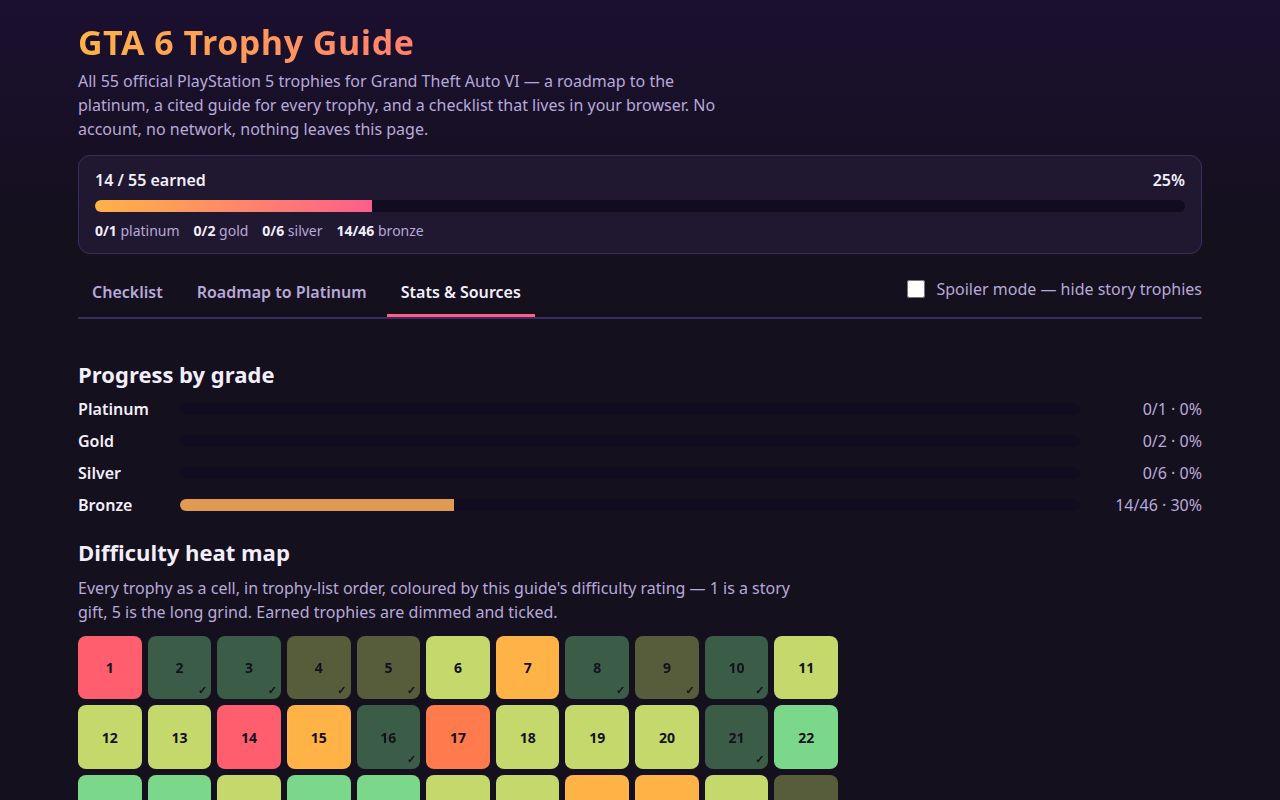 GTA 6 Trophy Guide
All 55 official PlayStation 5 trophies for Grand Theft Auto VI — a roadmap to the
platinum, a cited guide for every trophy, and a checklist that lives in your browser. No
account, no network, nothing leaves this page.
14 / 55 earned 25%
0/1 platinum 0/2 gold 0/6 silver 14/46 bronze
Checklist Roadmap to Platinum Stats & Sources Spoiler mode — hide story trophies
Progress by grade
Platinum 0/1 · 0%
Gold 0/2 · 0%
Silver 0/6 · 0%
Bronze 14/46 · 30%
Difficulty heat map
Every trophy as a cell, in trophy-list order, coloured by this guide's difficulty rating — 1 is a story
gift, 5 is the long grind. Earned trophies are dimmed and ticked.
1 2 ✓ 3 ✓ 4 ✓ 5 ✓ 6 7 8 ✓ 9 ✓ 10 ✓ 11
12 13 14 15 16 ✓ 17 18 19 20 21 ✓ 22